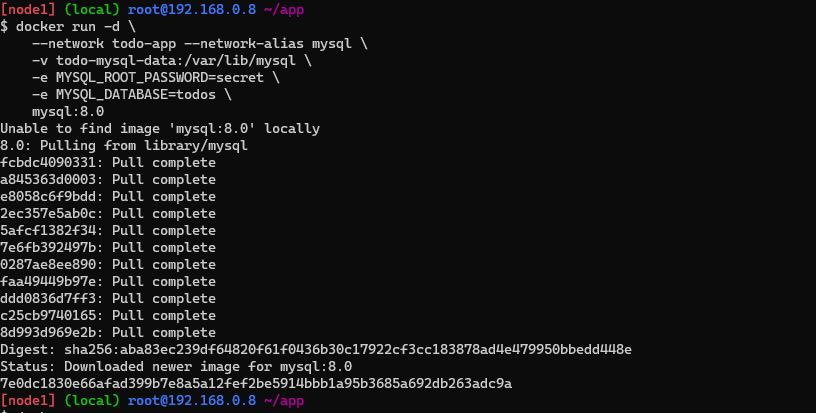 [node1] (local) root@192.168.0.8 ~/app
$ docker run -d \
    --network todo-app --network-alias mysql \
    -v todo-mysql-data:/var/lib/mysql \
    -e MYSQL_ROOT_PASSWORD=secret \
    -e MYSQL_DATABASE=todos \
    mysql:8.0
Unable to find image 'mysql:8.0' locally
8.0: Pulling from library/mysql
fcbdc4090331: Pull complete
a845363d0003: Pull complete
e8058c6f9bdd: Pull complete
2ec357e5ab0c: Pull complete
5afcf1382f34: Pull complete
7e6fb392497b: Pull complete
0287ae8ee890: Pull complete
faa49449b97e: Pull complete
ddd0836d7ff3: Pull complete
c25cb9740165: Pull complete
8d993d969e2b: Pull complete
Digest: sha256:aba83ec239df64820f61f0436b30c17922cf3cc183878ad4e479950bbedd448e
Status: Downloaded newer image for mysql:8.0
7e0dc1830e66afad399b7e8a5a12fef2be5914bbb1a95b3685a692db263adc9a
[node1] (local) root@192.168.0.8 ~/app